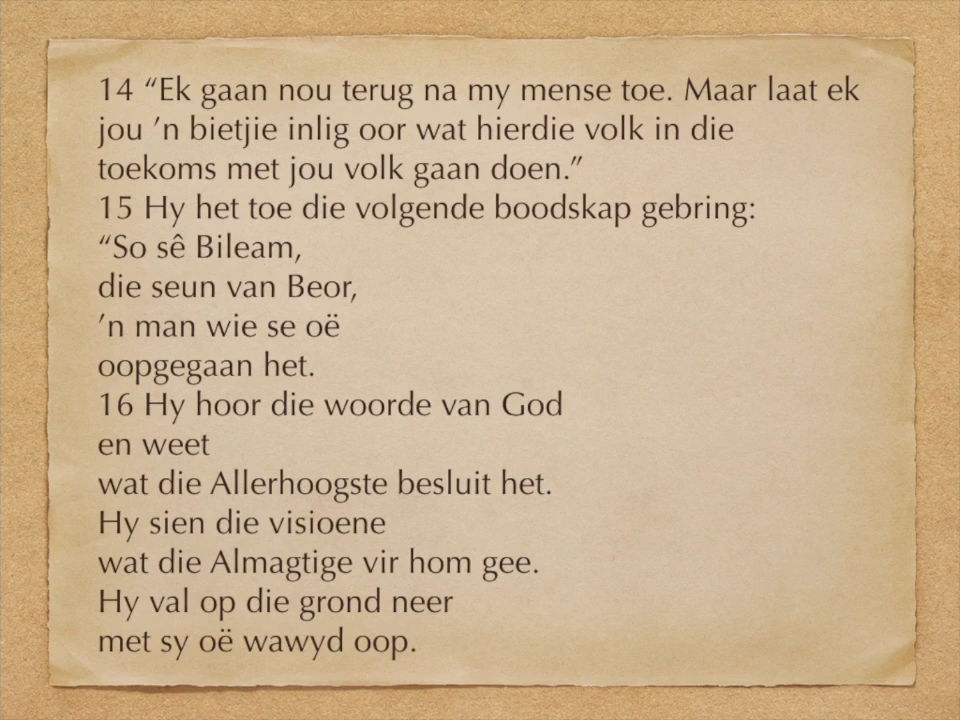 14 “Ek gaan nou terug na my mense toe. Maar laat ek
jou ’n bietjie inlig oor wat hierdie volk in die
toekoms met jou volk gaan doen.”
15 Hy het toe die volgende boodskap gebring:
“So sê Bileam,
die seun van Beor,
’n man wie se oë
oopgegaan het.
16 Hy hoor die woorde van God
en weet
wat die Allerhoogste besluit het.
Hy sien die visioene
wat die Almagtige vir hom gee.
Hy val op die grond neer
met sy oë wawyd oop.